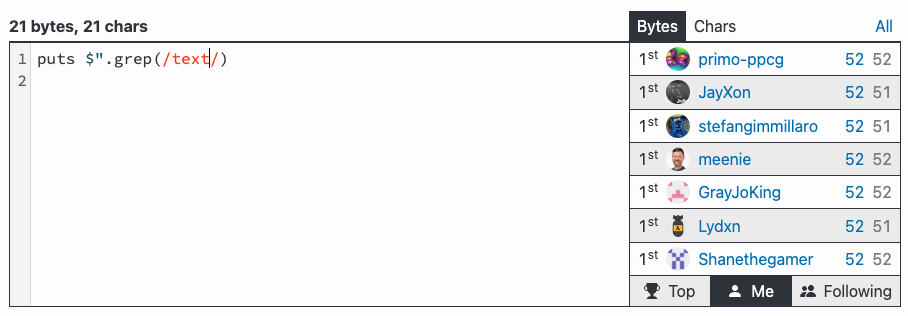 21 bytes, 21 chars
Bytes Chars All
1 puts $".grep(/text/)
2
1st primo-ppcg 52 52
1st JayXon 52 51
1st stefangimmillaro 52 51
1st meenie 52 52
1st GrayJoKing 52 52
1st Lydxn 52 51
1st Shanethegamer 52 52
Top Me Following